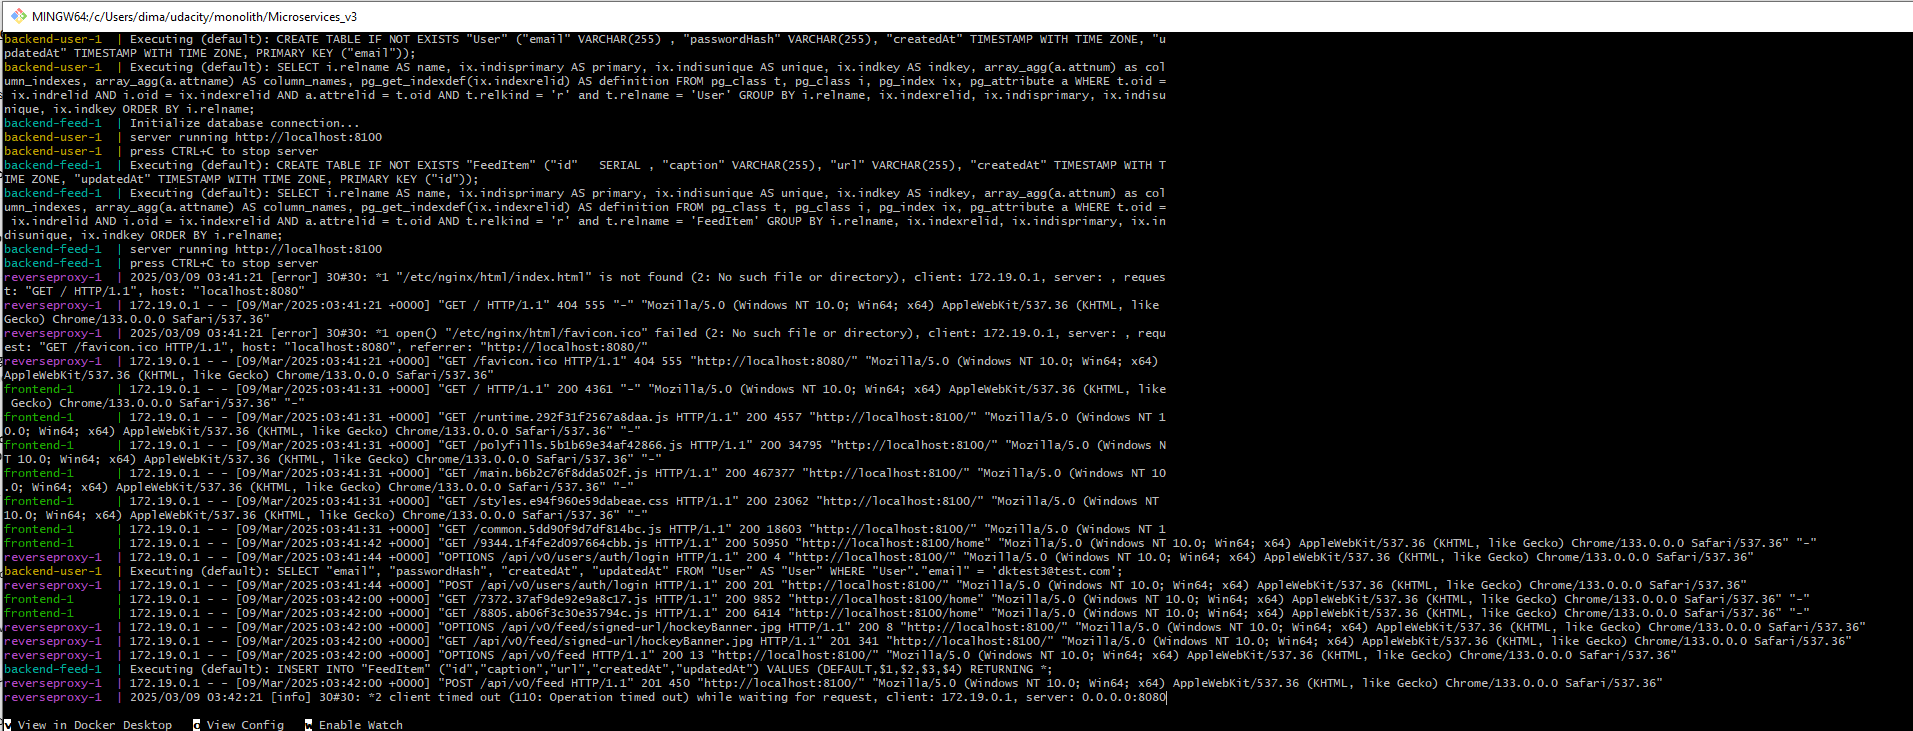 MINGW64:/c/Users/dima/udacity/monolith/Microservices_v3
backend-user-1  | Executing (default): CREATE TABLE IF NOT EXISTS "User" ("email" VARCHAR(255) , "passwordHash" VARCHAR(255), "createdAt" TIMESTAMP WITH TIME ZONE, "u
pdatedAt" TIMESTAMP WITH TIME ZONE, PRIMARY KEY ("email"));
backend-user-1  | Executing (default): SELECT i.relname AS name, ix.indisprimary AS primary, ix.indisunique AS unique, ix.indkey AS indkey, array_agg(a.attnum) as col
umn_indexes, array_agg(a.attname) AS column_names, pg_get_indexdef(ix.indexrelid) AS definition FROM pg_class t, pg_class i, pg_index ix, pg_attribute a WHERE t.oid =
 ix.indrelid AND i.oid = ix.indexrelid AND a.attrelid = t.oid AND t.relkind = 'r' and t.relname = 'User' GROUP BY i.relname, ix.indexrelid, ix.indisprimary, ix.indisu
nique, ix.indkey ORDER BY i.relname;
backend-feed-1  | Initialize database connection...
backend-user-1  | server running http://localhost:8100
backend-user-1  | press CTRL+C to stop server
backend-feed-1  | Executing (default): CREATE TABLE IF NOT EXISTS "FeedItem" ("id"   SERIAL , "caption" VARCHAR(255), "url" VARCHAR(255), "createdAt" TIMESTAMP WITH T
IME ZONE, "updatedAt" TIMESTAMP WITH TIME ZONE, PRIMARY KEY ("id"));
backend-feed-1  | Executing (default): SELECT i.relname AS name, ix.indisprimary AS primary, ix.indisunique AS unique, ix.indkey AS indkey, array_agg(a.attnum) as col
umn_indexes, array_agg(a.attname) AS column_names, pg_get_indexdef(ix.indexrelid) AS definition FROM pg_class t, pg_class i, pg_index ix, pg_attribute a WHERE t.oid =
 ix.indrelid AND i.oid = ix.indexrelid AND a.attrelid = t.oid AND t.relkind = 'r' and t.relname = 'FeedItem' GROUP BY i.relname, ix.indexrelid, ix.indisprimary, ix.in
disunique, ix.indkey ORDER BY i.relname;
backend-feed-1  | server running http://localhost:8100
backend-feed-1  | press CTRL+C to stop server
reverseproxy-1  | 2025/03/09 03:41:21 [error] 30#30: *1 "/etc/nginx/html/index.html" is not found (2: No such file or directory), client: 172.19.0.1, server: , reques
t: "GET / HTTP/1.1", host: "localhost:8080"
reverseproxy-1  | 172.19.0.1 - - [09/Mar/2025:03:41:21 +0000] "GET / HTTP/1.1" 404 555 "-" "Mozilla/5.0 (Windows NT 10.0; Win64; x64) AppleWebKit/537.36 (KHTML, like
Gecko) Chrome/133.0.0.0 Safari/537.36"
reverseproxy-1  | 2025/03/09 03:41:21 [error] 30#30: *1 open() "/etc/nginx/html/favicon.ico" failed (2: No such file or directory), client: 172.19.0.1, server: , requ
est: "GET /favicon.ico HTTP/1.1", host: "localhost:8080", referrer: "http://localhost:8080/"
reverseproxy-1  | 172.19.0.1 - - [09/Mar/2025:03:41:21 +0000] "GET /favicon.ico HTTP/1.1" 404 555 "http://localhost:8080/" "Mozilla/5.0 (Windows NT 10.0; Win64; x64)
AppleWebKit/537.36 (KHTML, like Gecko) Chrome/133.0.0.0 Safari/537.36"
frontend-1      | 172.19.0.1 - - [09/Mar/2025:03:41:31 +0000] "GET / HTTP/1.1" 200 4361 "-" "Mozilla/5.0 (Windows NT 10.0; Win64; x64) AppleWebKit/537.36 (KHTML, like
 Gecko) Chrome/133.0.0.0 Safari/537.36" "-"
frontend-1      | 172.19.0.1 - - [09/Mar/2025:03:41:31 +0000] "GET /runtime.292f31f2567a8daa.js HTTP/1.1" 200 4557 "http://localhost:8100/" "Mozilla/5.0 (Windows NT 1
0.0; Win64; x64) AppleWebKit/537.36 (KHTML, like Gecko) Chrome/133.0.0.0 Safari/537.36" "-"
frontend-1      | 172.19.0.1 - - [09/Mar/2025:03:41:31 +0000] "GET /polyfills.5b1b69e34af42866.js HTTP/1.1" 200 34795 "http://localhost:8100/" "Mozilla/5.0 (Windows N
T 10.0; Win64; x64) AppleWebKit/537.36 (KHTML, like Gecko) Chrome/133.0.0.0 Safari/537.36" "-"
frontend-1      | 172.19.0.1 - - [09/Mar/2025:03:41:31 +0000] "GET /main.b6b2c76f8dda502f.js HTTP/1.1" 200 467377 "http://localhost:8100/" "Mozilla/5.0 (Windows NT 10
.0; Win64; x64) AppleWebKit/537.36 (KHTML, like Gecko) Chrome/133.0.0.0 Safari/537.36" "-"
frontend-1      | 172.19.0.1 - - [09/Mar/2025:03:41:31 +0000] "GET /styles.e94f960e59dabeae.css HTTP/1.1" 200 23062 "http://localhost:8100/" "Mozilla/5.0 (Windows NT
10.0; Win64; x64) AppleWebKit/537.36 (KHTML, like Gecko) Chrome/133.0.0.0 Safari/537.36" "-"
frontend-1      | 172.19.0.1 - - [09/Mar/2025:03:41:31 +0000] "GET /common.5dd90f9d7df814bc.js HTTP/1.1" 200 18603 "http://localhost:8100/" "Mozilla/5.0 (Windows NT 1
frontend-1      | 172.19.0.1 - - [09/Mar/2025:03:41:42 +0000] "GET /9344.1f4fe2d097664cbb.js HTTP/1.1" 200 50950 "http://localhost:8100/home" "Mozilla/5.0 (Windows NT 10.0; Win64; x64) AppleWebKit/537.36 (KHTML, like Gecko) Chrome/133.0.0.0 Safari/537.36" "-"
reverseproxy-1  | 172.19.0.1 - - [09/Mar/2025:03:41:44 +0000] "OPTIONS /api/v0/users/auth/login HTTP/1.1" 200 4 "http://localhost:8100/" "Mozilla/5.0 (Windows NT 10.0; Win64; x64) AppleWebKit/537.36 (KHTML, like Gecko) Chrome/133.0.0.0 Safari/537.36"
backend-user-1  | Executing (default): SELECT "email", "passwordHash", "createdAt", "updatedAt" FROM "User" AS "User" WHERE "User"."email" = 'dktest3@test.com';
reverseproxy-1  | 172.19.0.1 - - [09/Mar/2025:03:41:44 +0000] "POST /api/v0/users/auth/login HTTP/1.1" 200 201 "http://localhost:8100/" "Mozilla/5.0 (Windows NT 10.0; Win64; x64) AppleWebKit/537.36 (KHTML, like Gecko) Chrome/133.0.0.0 Safari/537.36"
frontend-1      | 172.19.0.1 - - [09/Mar/2025:03:42:00 +0000] "GET /7372.37af9de92e9a8c17.js HTTP/1.1" 200 9852 "http://localhost:8100/home" "Mozilla/5.0 (Windows NT 10.0; Win64; x64) AppleWebKit/537.36 (KHTML, like Gecko) Chrome/133.0.0.0 Safari/537.36" "-"
frontend-1      | 172.19.0.1 - - [09/Mar/2025:03:42:00 +0000] "GET /8805.ab06f3c30e35794c.js HTTP/1.1" 200 6414 "http://localhost:8100/home" "Mozilla/5.0 (Windows NT 10.0; Win64; x64) AppleWebKit/537.36 (KHTML, like Gecko) Chrome/133.0.0.0 Safari/537.36" "-"
reverseproxy-1  | 172.19.0.1 - - [09/Mar/2025:03:42:00 +0000] "OPTIONS /api/v0/feed/signed-url/hockeyBanner.jpg HTTP/1.1" 200 8 "http://localhost:8100/" "Mozilla/5.0 (Windows NT 10.0; Win64; x64) AppleWebKit/537.36 (KHTML, like Gecko) Chrome/133.0.0.0 Safari/537.36"
reverseproxy-1  | 172.19.0.1 - - [09/Mar/2025:03:42:00 +0000] "GET /api/v0/feed/signed-url/hockeyBanner.jpg HTTP/1.1" 201 341 "http://localhost:8100/" "Mozilla/5.0 (Windows NT 10.0; Win64; x64) AppleWebKit/537.36 (KHTML, like Gecko) Chrome/133.0.0.0 Safari/537.36"
reverseproxy-1  | 172.19.0.1 - - [09/Mar/2025:03:42:00 +0000] "OPTIONS /api/v0/feed HTTP/1.1" 200 13 "http://localhost:8100/" "Mozilla/5.0 (Windows NT 10.0; Win64; x64) AppleWebKit/537.36 (KHTML, like Gecko) Chrome/133.0.0.0 Safari/537.36"
backend-feed-1  | Executing (default): INSERT INTO "FeedItem" ("id","caption","url","createdAt","updatedAt") VALUES (DEFAULT,$1,$2,$3,$4) RETURNING *;
reverseproxy-1  | 172.19.0.1 - - [09/Mar/2025:03:42:00 +0000] "POST /api/v0/feed HTTP/1.1" 201 450 "http://localhost:8100/" "Mozilla/5.0 (Windows NT 10.0; Win64; x64) AppleWebKit/537.36 (KHTML, like Gecko) Chrome/133.0.0.0 Safari/537.36"
reverseproxy-1  | 2025/03/09 03:42:21 [info] 30#30: *2 client timed out (110: Operation timed out) while waiting for request, client: 172.19.0.1, server: 0.0.0.0:8080
v View in Docker Desktop   o View Config   w Enable Watch